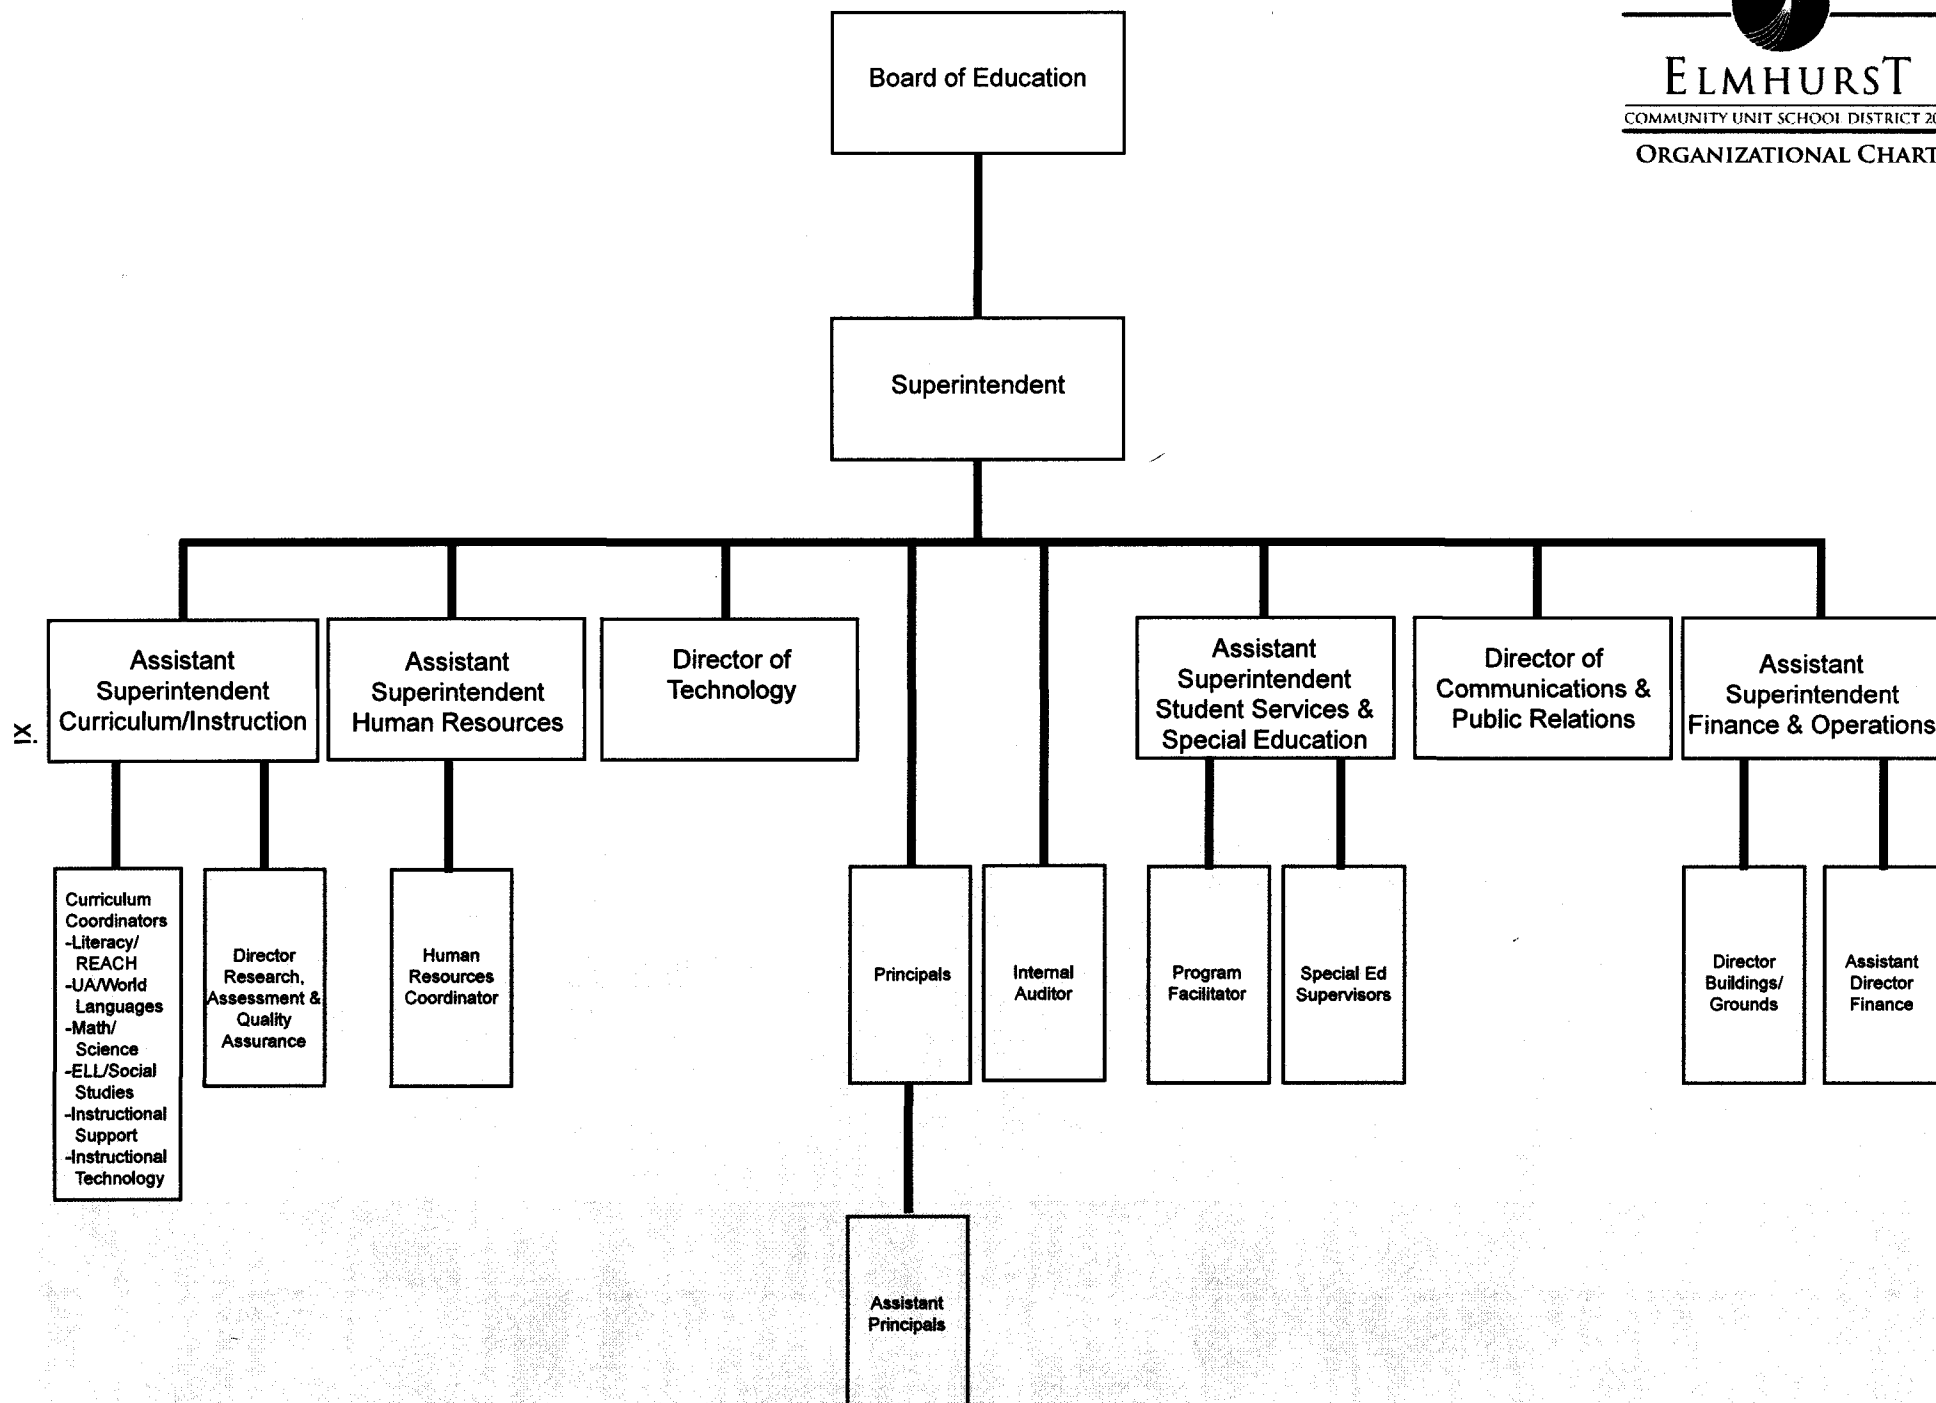 ELMHURST
COMMUNITY UNIT SCHOOL DISTRICT
ORGANIZATIONAL CHART
Board of Education
Superintendent
Assistant
Superintendent
Curriculum/Instruction
Assistant
Superintendent
Human Resources
Director of
Technology
Assistant
Superintendent
Student Services &
Special Education
Director of
Communications &
Public Relations
Assistant
Superintendent
Finance & Operations
xi
Curriculum
Coordinators
-Literacy/
REACH
-UA/World
Languages
-Math/
Science
-ELL/Social
Studies
-Instructional
Support
-Instructional
Technology
Director
Research,
Assessment &
Quality
Assurance
Human
Resources
Coordinator
Principals
Internal
Auditor
Program
Facilitator
Special Ed
Supervisors
Director
Buildings/
Grounds
Assistant
Director
Finance
Assistant
Principals